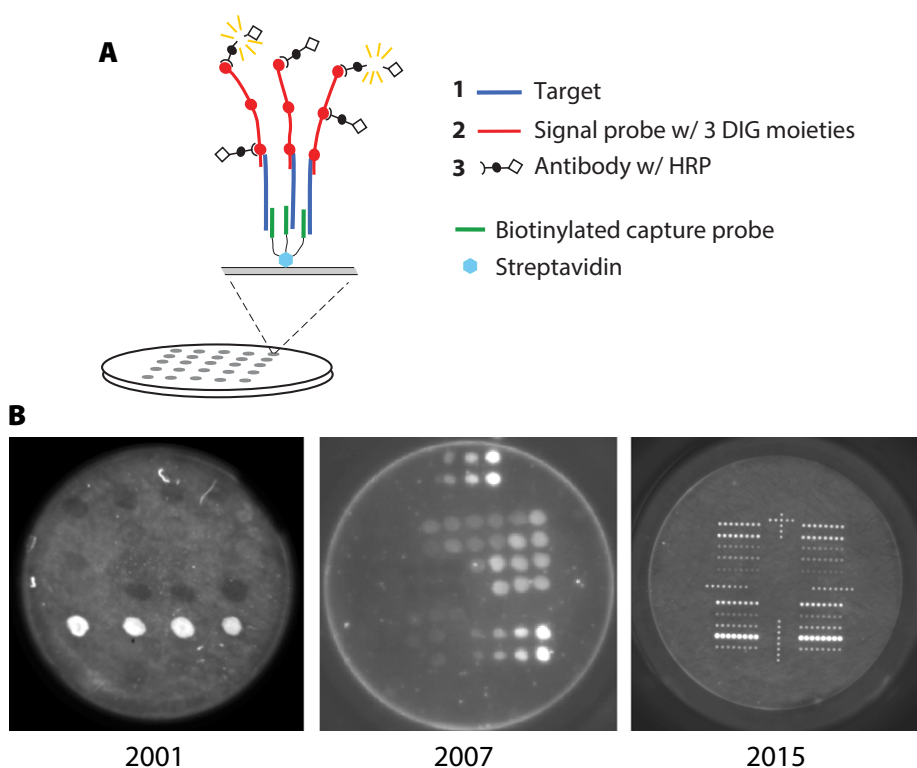 A
1 Target
2 Signal probe w/ 3 DIG moieties
3 Antibody w/ HRP
Biotinylated capture probe
Streptavidin
B
2001 2007 2015